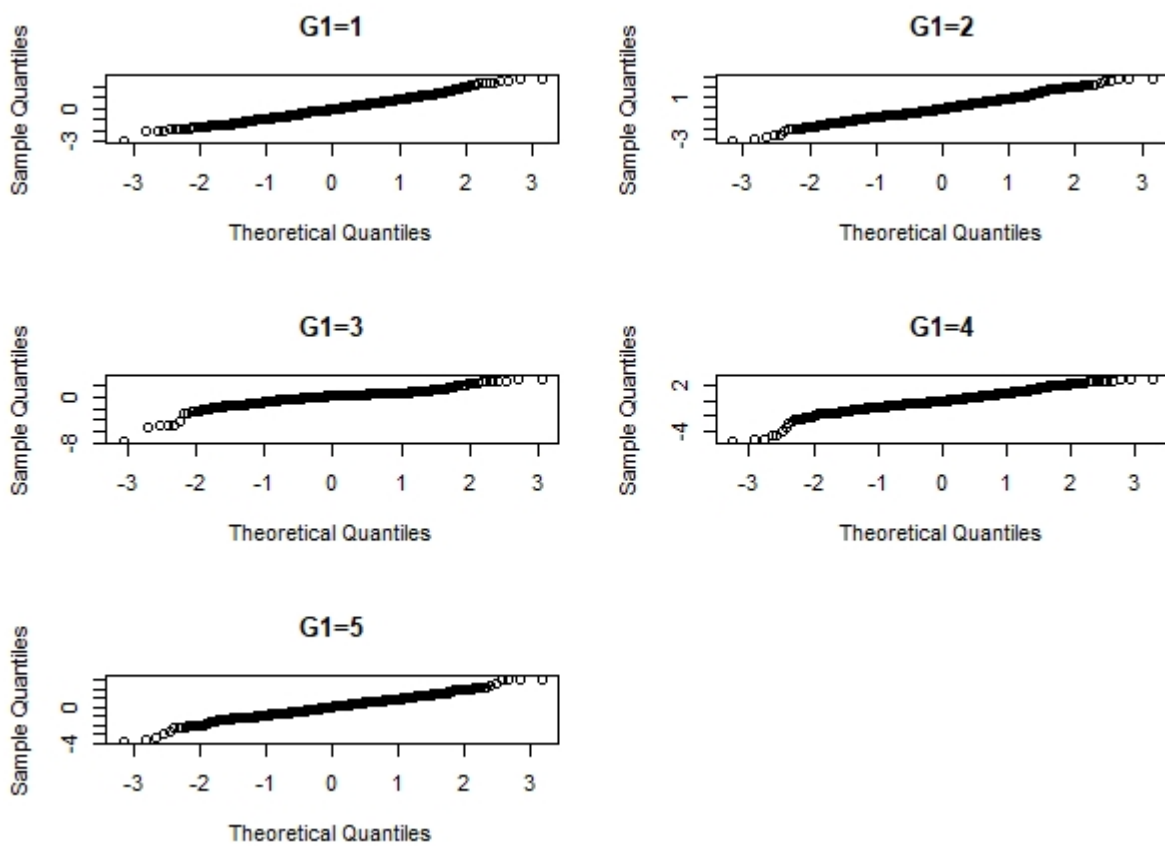 G1=1
Sample Quantiles
0
-3
-3 -2 -1 0 1 2 3
Theoretical Quantiles
G1=2
Sample Quantiles
1
-3
-3 -2 -1 0 1 2 3
Theoretical Quantiles
G1=3
Sample Quantiles
0
-8
-3 -2 -1 0 1 2 3
Theoretical Quantiles
G1=4
Sample Quantiles
2
-4
-3 -2 -1 0 1 2 3
Theoretical Quantiles
G1=5
Sample Quantiles
0
-4
-3 -2 -1 0 1 2 3
Theoretical Quantiles